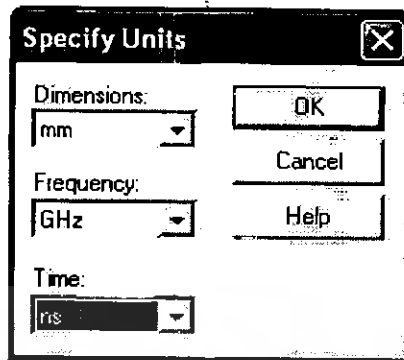 Specify Units
Dimensions:
mm
OK
Cancel
Frequency:
GHz
Help
Time:
ns